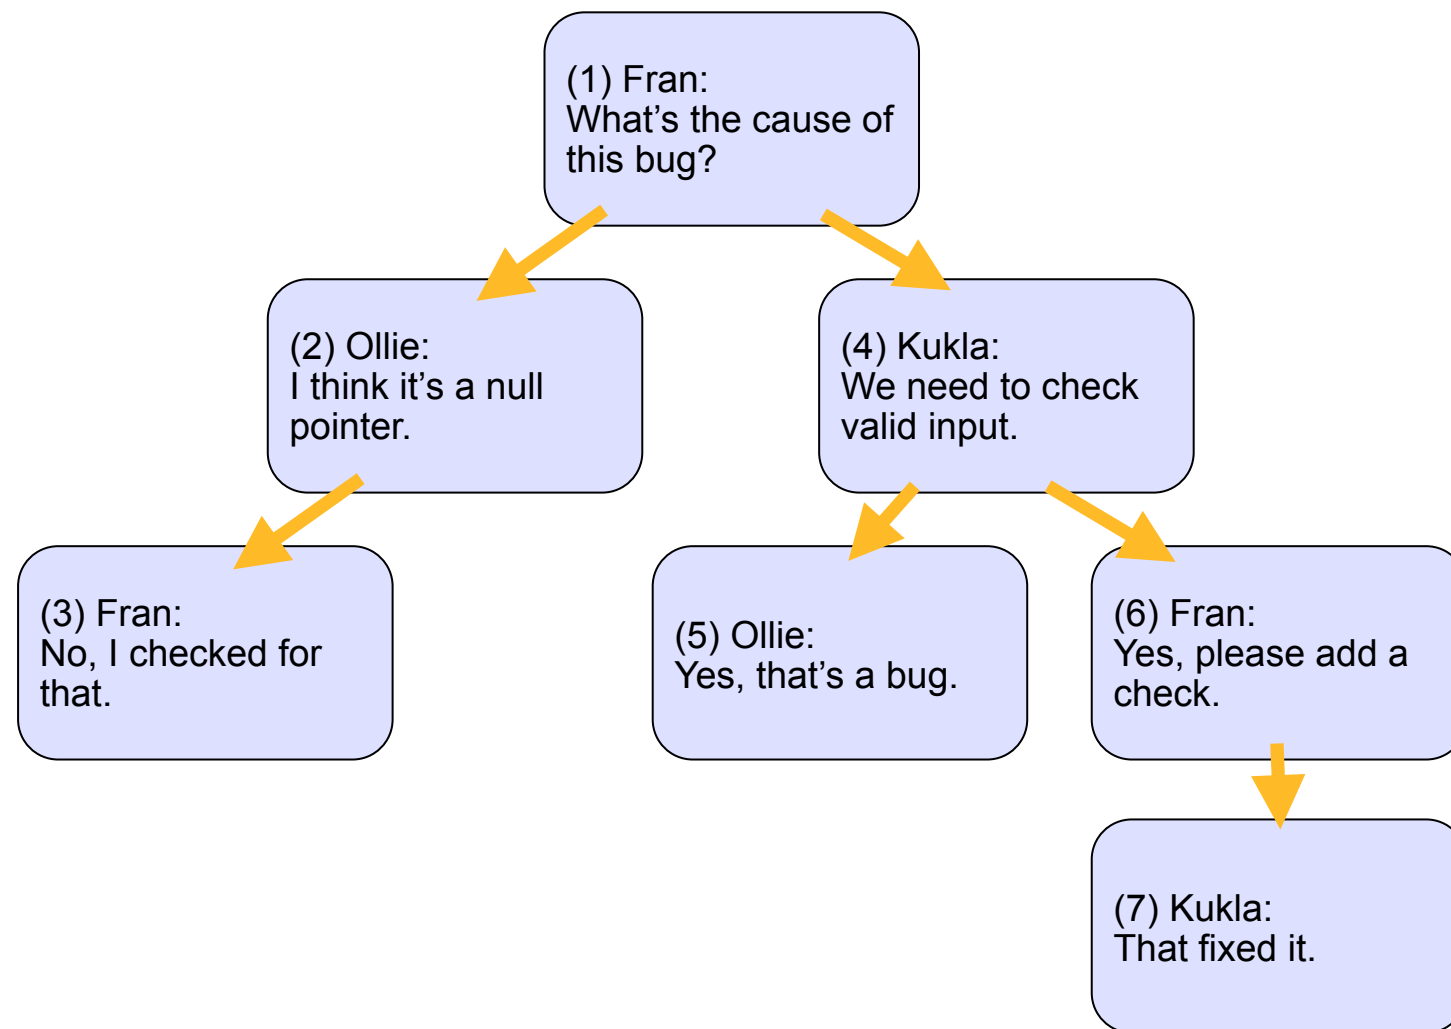 (1) Fran:
What’s the cause of
this bug?
(2) Ollie:
I think it’s a null
pointer.
(4) Kukla:
We need to check
valid input.
(3) Fran:
No, I checked for
that.
(5) Ollie:
Yes, that’s a bug.
(6) Fran:
Yes, please add a
check.
(7) Kukla:
That fixed it.